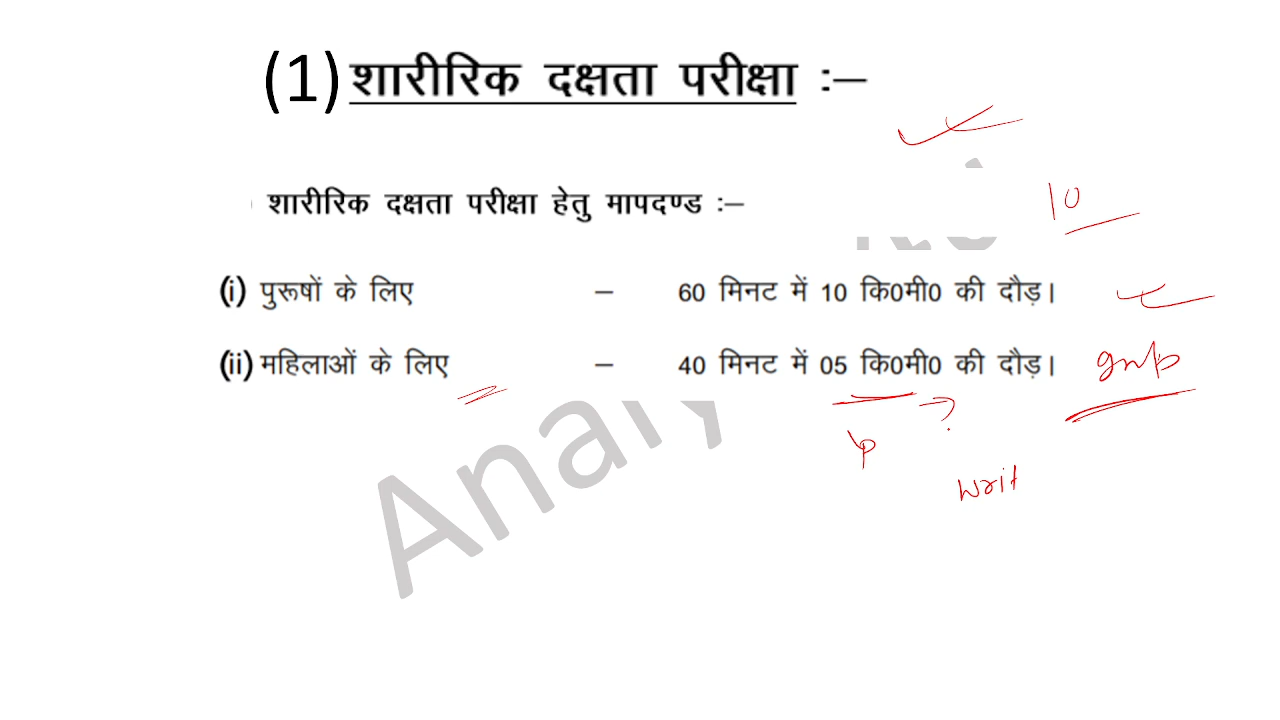 (1) शारीरिक दक्षता परीक्षा :–
10
शारीरिक दक्षता परीक्षा हेतु मापदण्ड :–
(i) पुरूषों के लिए – 60 मिनट में 10 कि0मी0 की दौड़।
(ii) महिलाओं के लिए – 40 मिनट में 05 कि0मी0 की दौड़।
?
writ